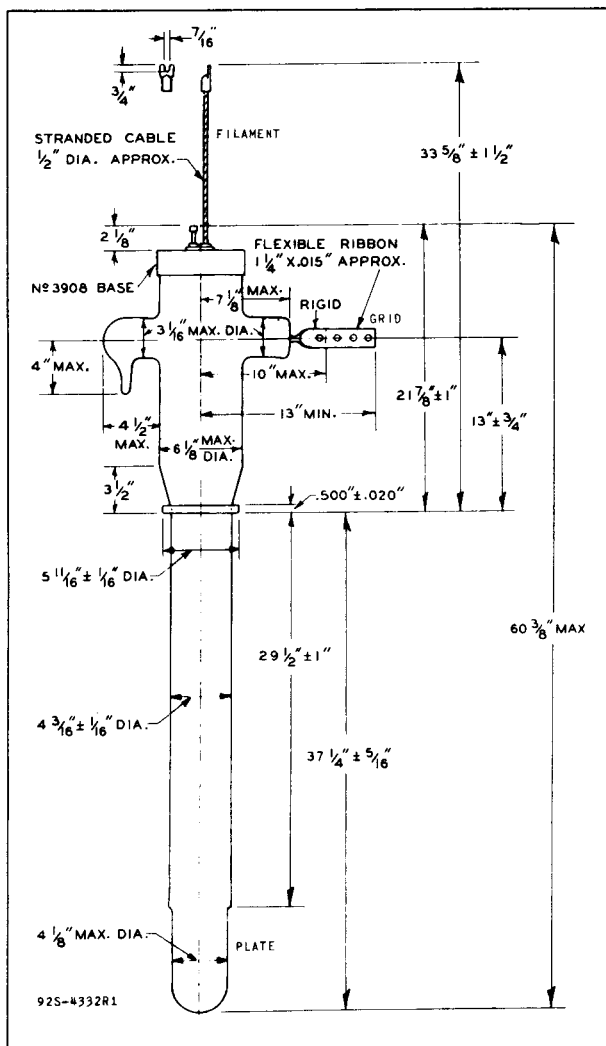 7/16"
3/4"
STRANDED CABLE
1/2" DIA. APPROX.
FILAMENT
33 5/8" ± 1 1/2"
2 1/8"
FLEXIBLE RIBBON
1 1/4" X .015" APPROX.
Nº 3908 BASE
7 1/8" MAX.
RIGID
GRID
3 1/16" MAX. DIA.
4" MAX.
10" MAX.
21 7/8" ± 1"
13" ± 3/4"
13" MIN.
4 1/2"
MAX.
6 1/8" MAX.
DIA.
3 1/2"
.500" ± .020"
5 11/16" ± 1/16" DIA.
60 3/8" MAX
29 1/2" ± 1"
4 3/16" ± 1/16" DIA.
37 1/4" ± 5/16"
4 1/8" MAX. DIA.
PLATE
92S-4332R1